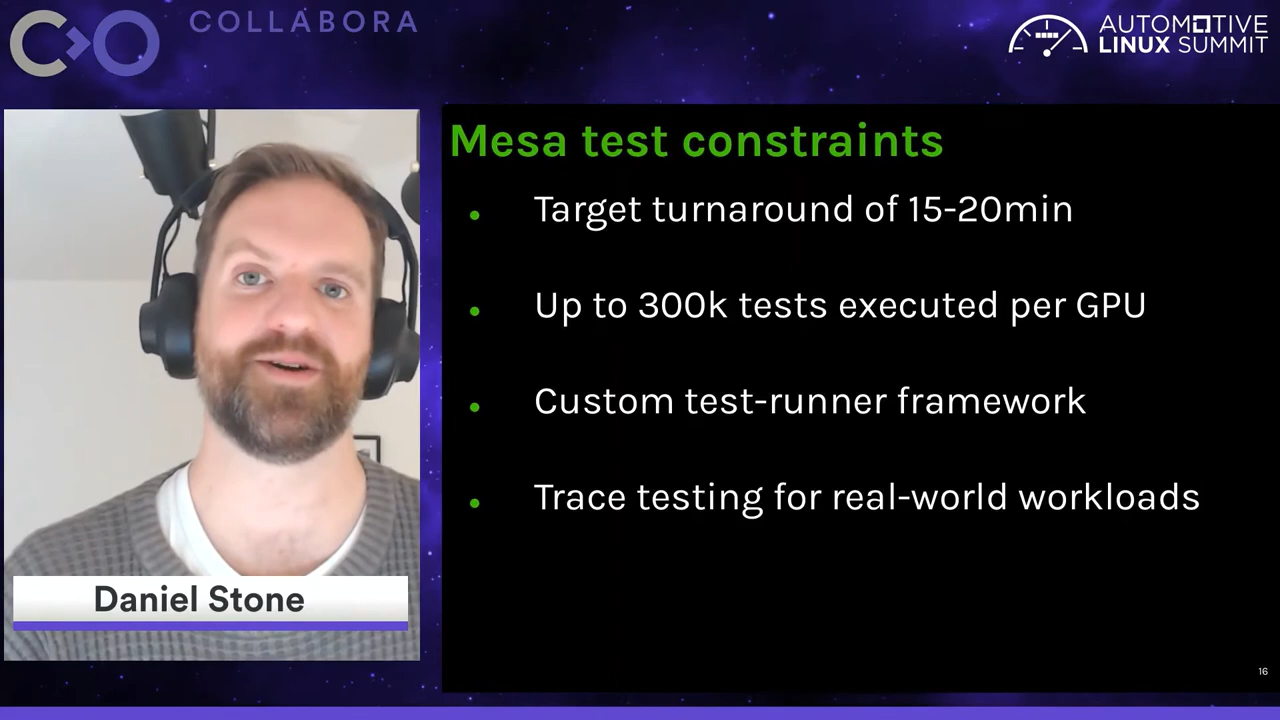 COLLABORA
AUTOMOTIVE
LINUX SUMMIT
Mesa test constraints
Target turnaround of 15-20min
Up to 300k tests executed per GPU
Custom test-runner framework
Trace testing for real-world workloads
Daniel Stone
16